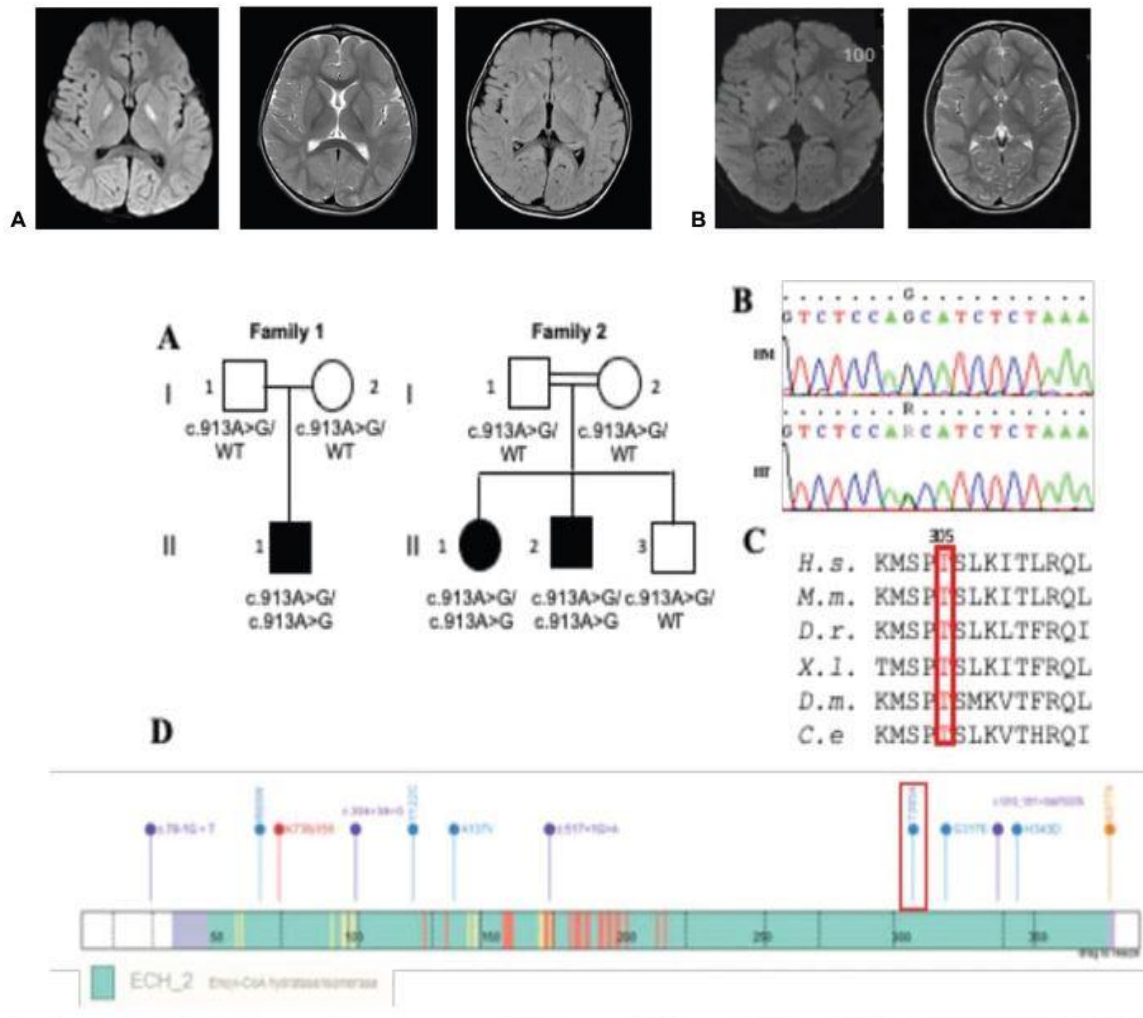 100
A
B
A
Family 1
Family 2
I
1
2
c.913A>G/
WT
c.913A>G/
WT
I
1
2
c.913A>G/
WT
c.913A>G/
WT
II
1
c.913A>G/
c.913A>G
II
1
2
3
c.913A>G/
c.913A>G
c.913A>G/
c.913A>G
c.913A>G/
WT
B
G
GTCTCCAGCATCTCTAAA
HM
R
GTCTCCARCATCTCTAAA
HT
C
305
H.s. KMSPTSLKITLRQL
M.m. KMSPTSLKITLRQL
D.r. KMSPTSLKLTFRQI
X.l. TMSPTSLKITFRQL
D.m. KMSPTSMKVTFRQL
C.e KMSPTSLKVTHRQI
D
c.517+1G>A
A137V
G317E
H343D
50
100
150
200
250
300
350
ECH_2
Enoyl-CoA hydratase/isomerase